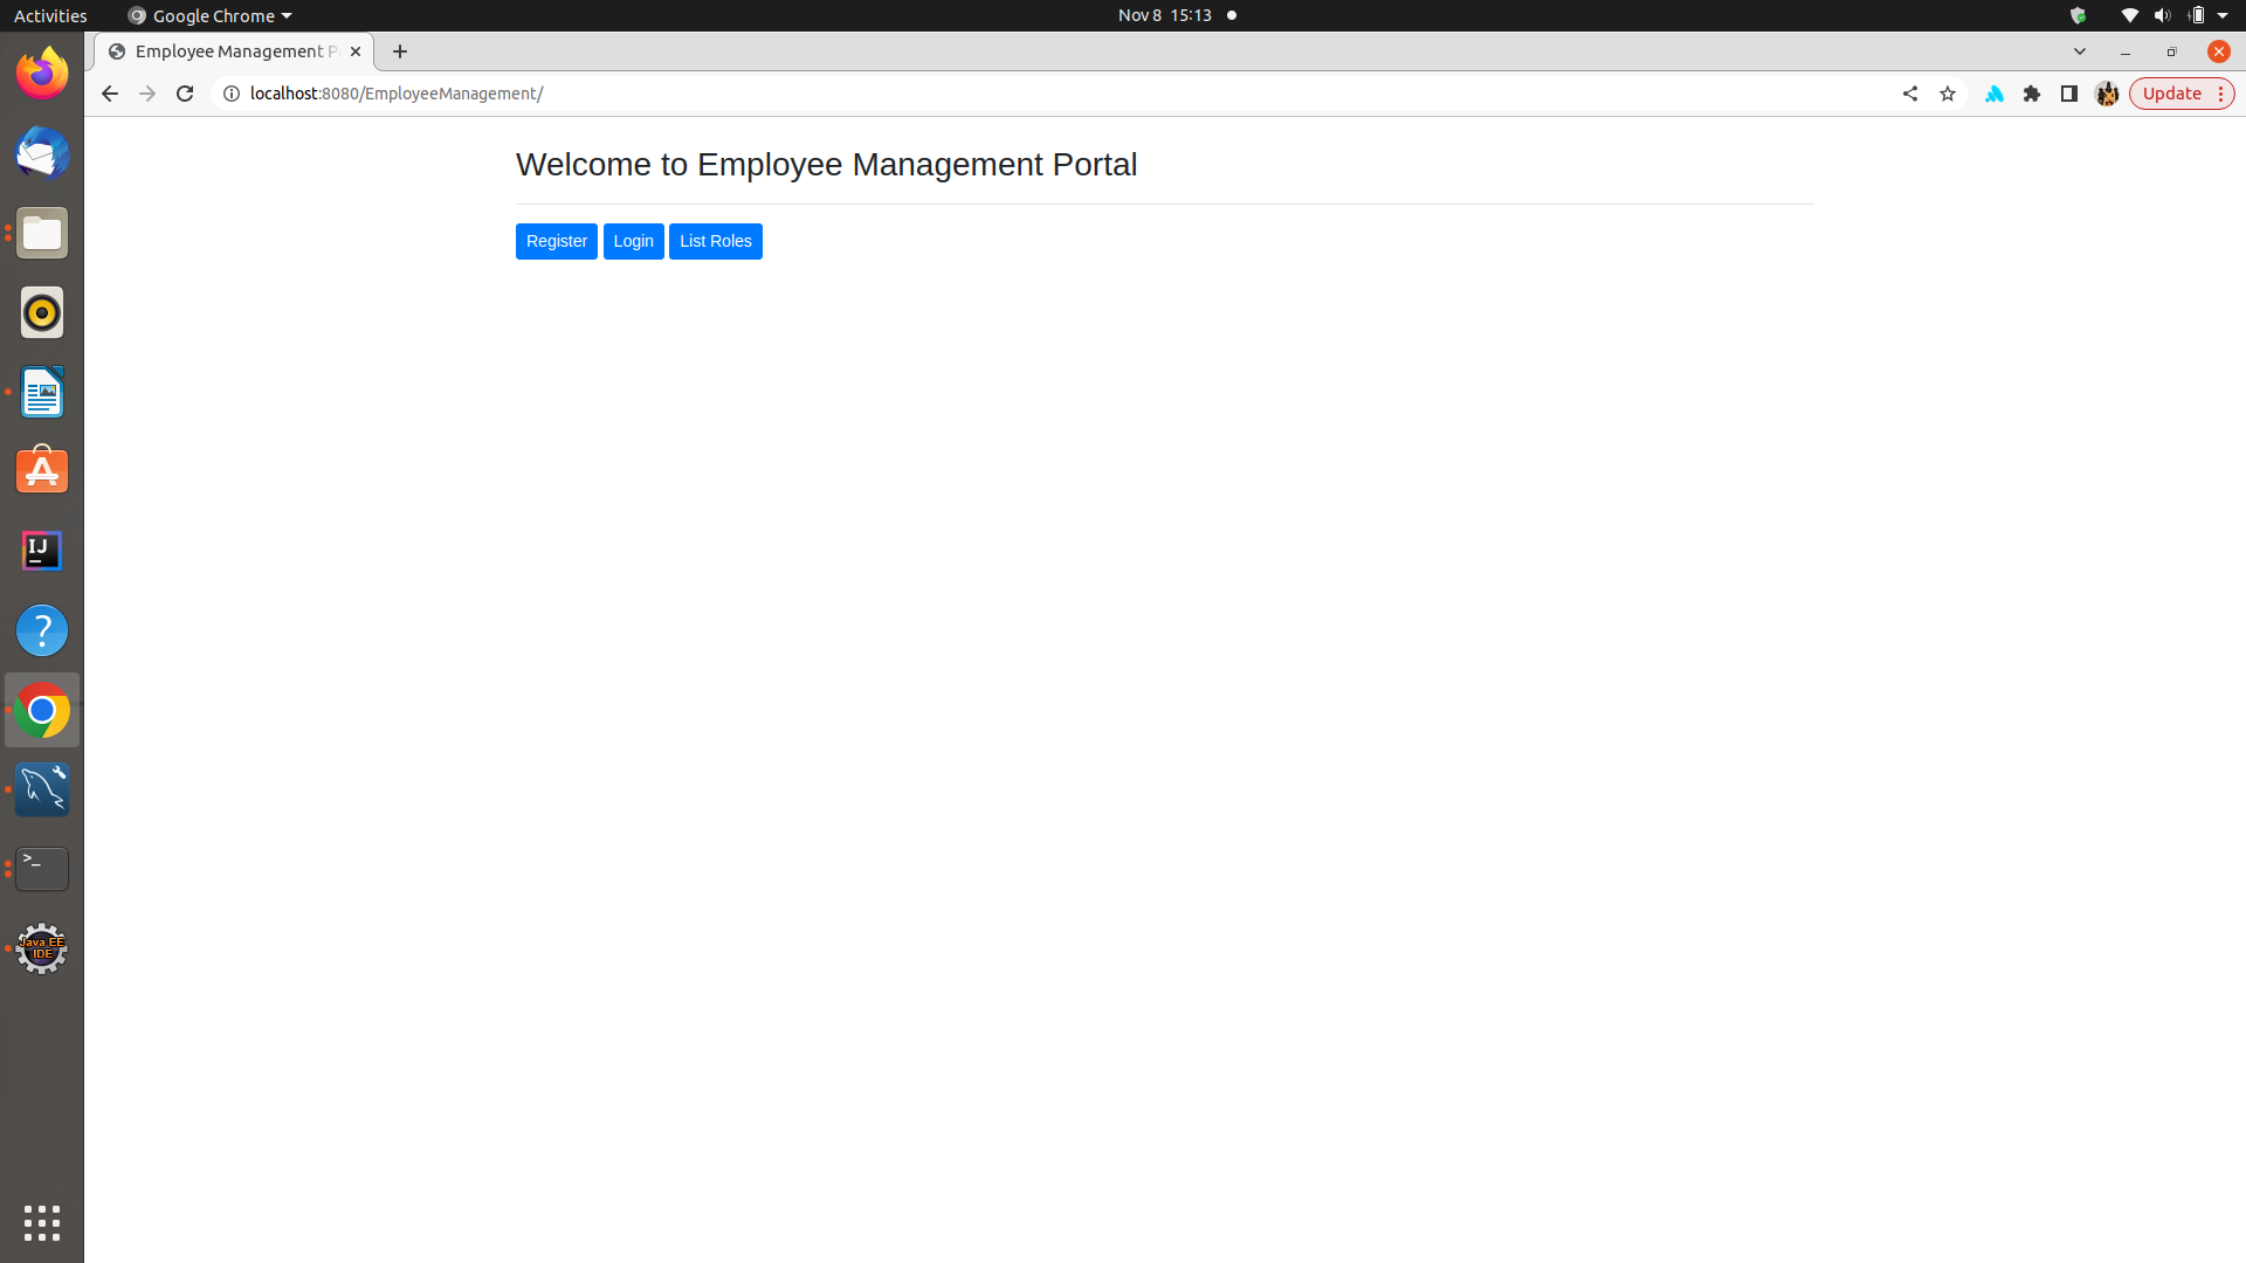 Activities Google Chrome Nov 8 15:13
Employee Management P
localhost:8080/EmployeeManagement/ Update
Welcome to Employee Management Portal
Register Login List Roles
IJ
?
>_
Java EE
IDE